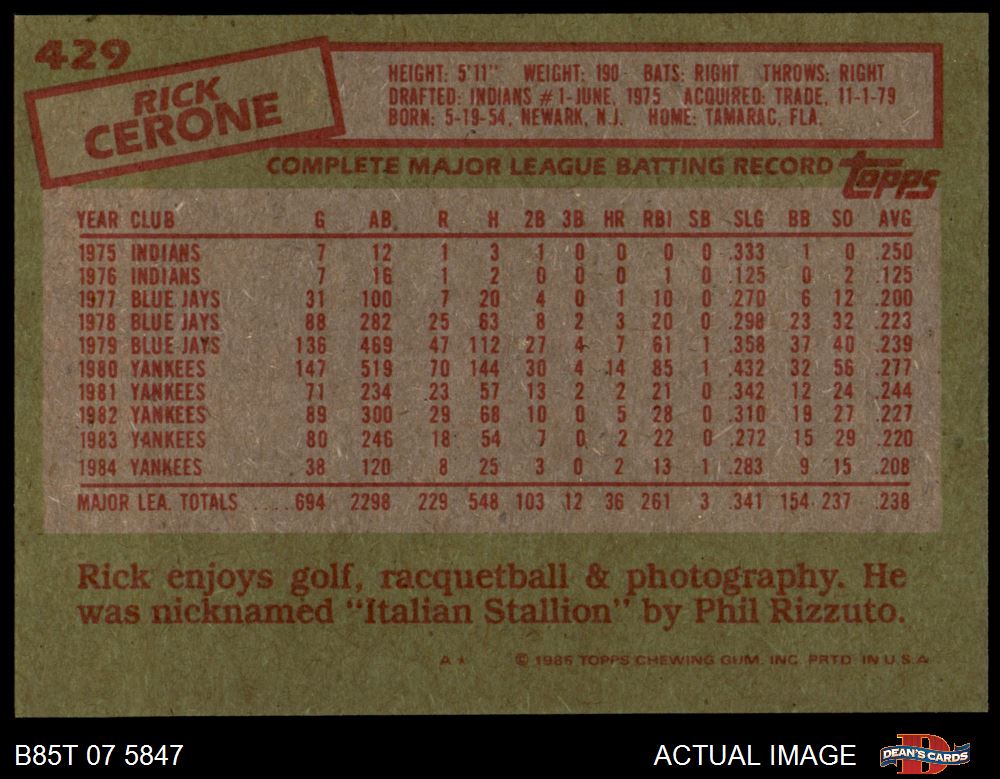 429
RICK
CERONE
HEIGHT: 5'11" WEIGHT: 190 BATS: RIGHT THROWS: RIGHT
DRAFTED: INDIANS #1-JUNE, 1975 ACQUIRED: TRADE, 11-1-79
BORN: 5-19-54, NEWARK, N.J. HOME: TAMARAC, FLA.
COMPLETE MAJOR LEAGUE BATTING RECORD topps
YEAR CLUB G AB R H 2B 3B HR RBI SB SLG BB SO AVG
1975 INDIANS 7 12 1 3 1 0 0 0 0 .333 1 0 .250
1976 INDIANS 7 16 1 2 0 0 0 1 0 .125 0 2 .125
1977 BLUE JAYS 31 100 7 20 4 0 1 10 0 .270 6 12 .200
1978 BLUE JAYS 88 282 25 63 8 2 3 20 0 .298 23 32 .223
1979 BLUE JAYS 136 469 47 112 27 4 7 61 1 .358 37 40 .239
1980 YANKEES 147 519 70 144 30 4 14 85 1 .432 32 56 .277
1981 YANKEES 71 234 23 57 13 2 2 21 0 .342 12 24 .244
1982 YANKEES 89 300 29 68 10 0 5 28 0 .310 19 27 .227
1983 YANKEES 80 246 18 54 7 0 2 22 0 .272 15 29 .220
1984 YANKEES 38 120 8 25 3 0 2 13 1 .283 9 15 .208
MAJOR LEA. TOTALS .....694 2298 229 548 103 12 36 261 3 .341 154 237 .238
Rick enjoys golf, racquetball & photography. He
was nicknamed "Italian Stallion" by Phil Rizzuto.
A* © 1985 TOPPS CHEWING GUM, INC. PRTD. IN U.S.A.
B85T 07 5847 ACTUAL IMAGE DEAN'S CARDS